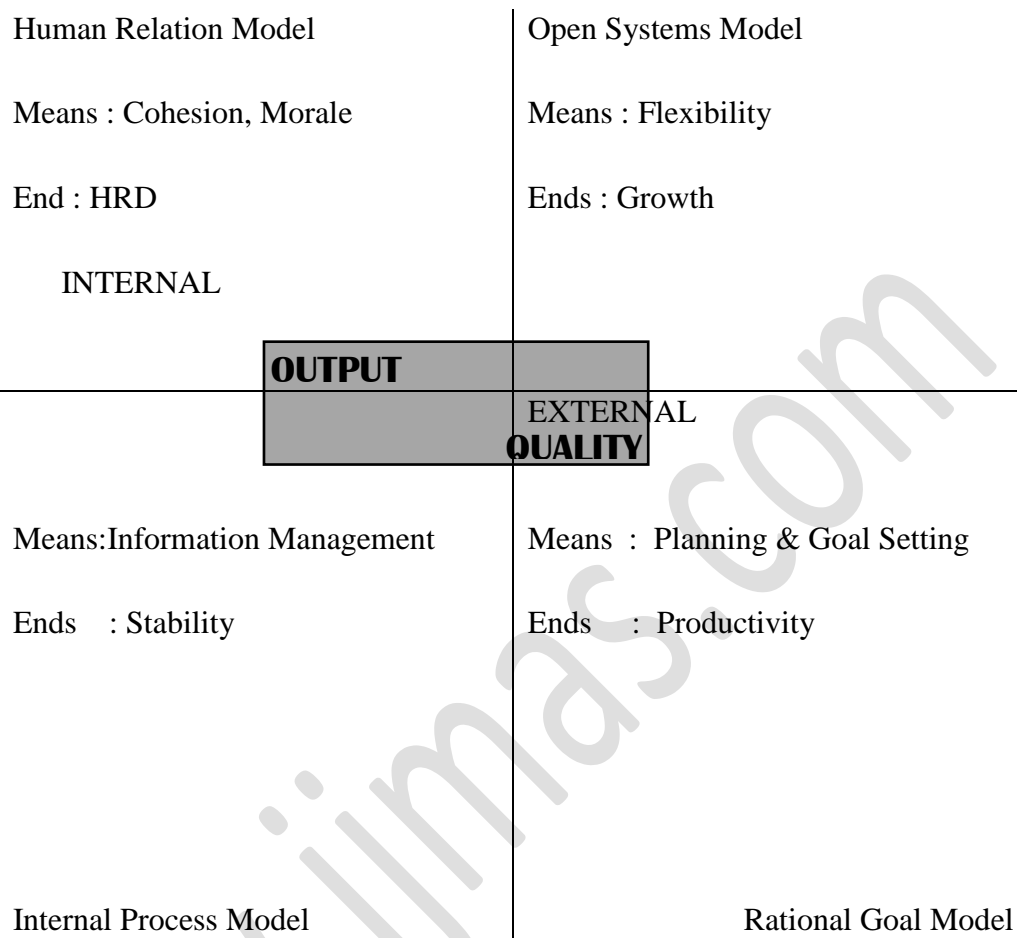 Human Relation Model
Means : Cohesion, Morale
End : HRD
INTERNAL
Open Systems Model
Means : Flexibility
Ends : Growth
OUTPUT
EXTERNAL
QUALITY
Means:Information Management
Ends : Stability
Internal Process Model
Means : Planning & Goal Setting
Ends : Productivity
Rational Goal Model
ijmas.com